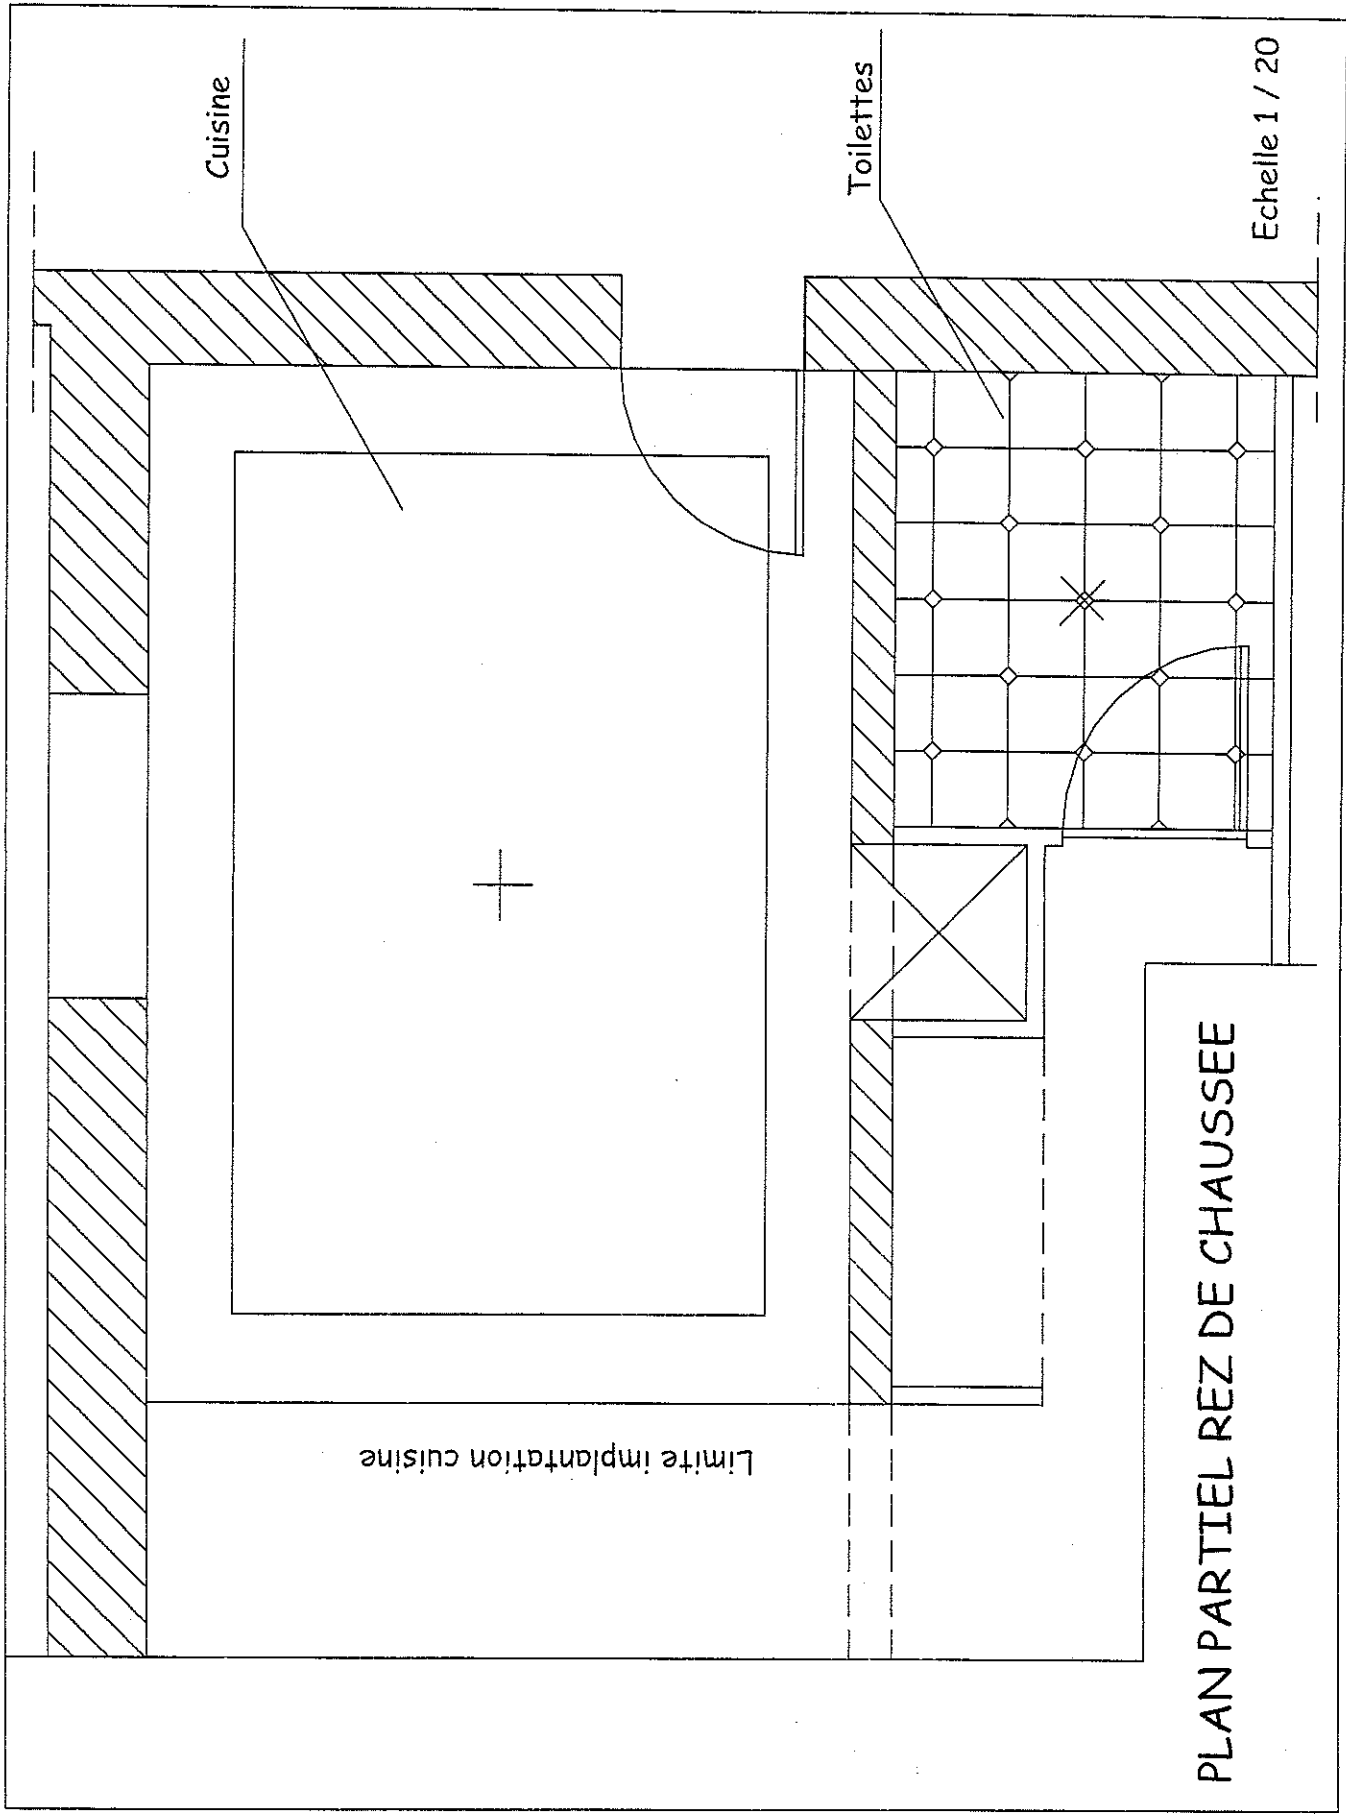 Cuisine
Toilettes
Echelle 1 / 20
Limite implantation cuisine
PLAN PARTIEL REZ DE CHAUSSEE